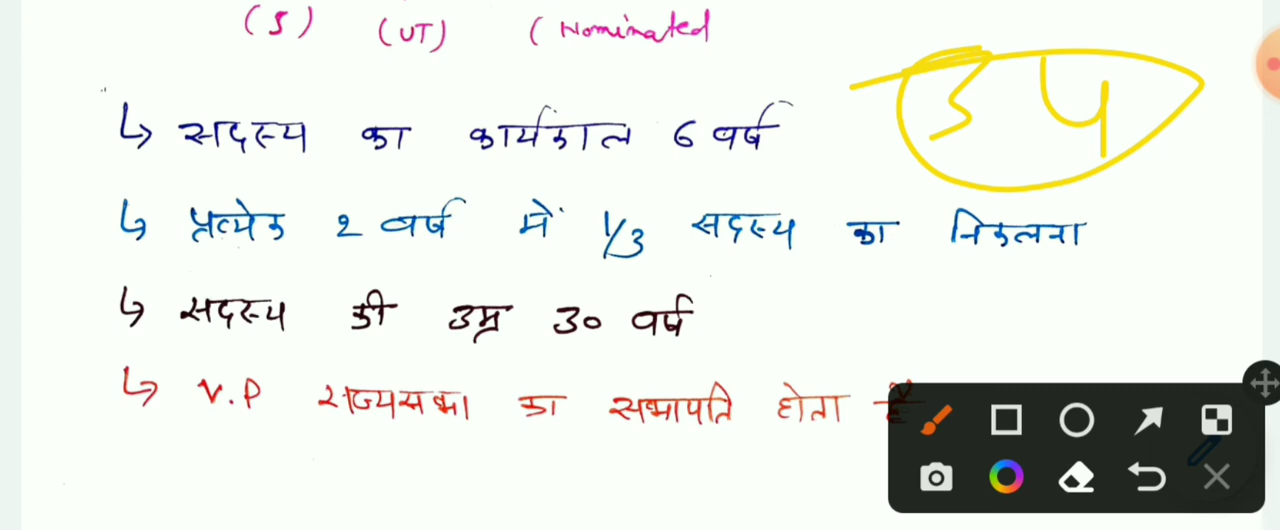 (S) (UT) (Nominated
उप
↳ सदस्य का कार्यकाल 6 वर्ष
↳ प्रत्येक 2 वर्ष में 1/3 सदस्य का निकलना
↳ सदस्य की उम्र 30 वर्ष
↳ V.P राज्यसभा का सभापति होता है